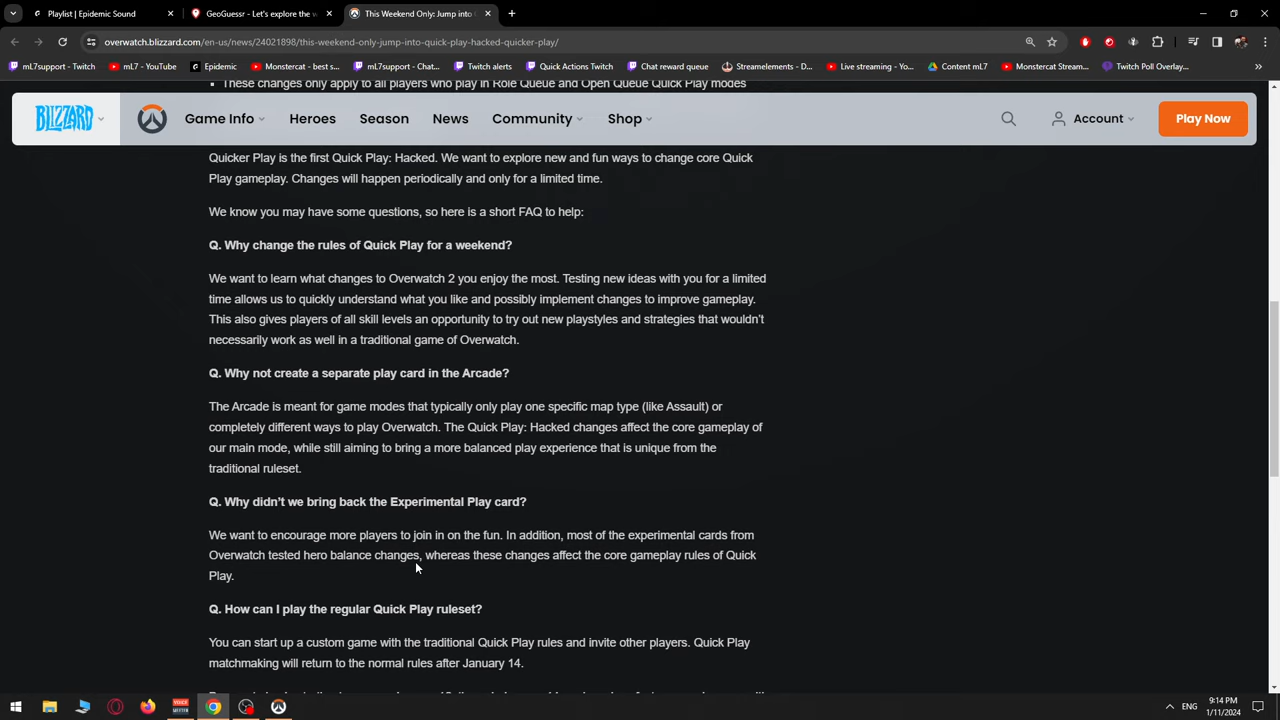 Playlist | Epidemic Sound
GeoGuessr - Let's explore the w
This Weekend Only: Jump into
overwatch.blizzard.com/en-us/news/24021898/this-weekend-only-jump-into-quick-play-hacked-quicker-play/
ml7support - Twitch
ml7 - YouTube
Epidemic
Monstercat - best s...
ml7support - Chat...
Twitch alerts
Quick Actions Twitch
Chat reward queue
Streamelements - D...
Live streaming - Yo...
Content ml7
Monstercat Stream...
Twitch Poll Overlay...
These changes only apply to all players who play in Role Queue and Open Queue Quick Play modes
BLIZZARD
Game Info
Heroes
Season
News
Community
Shop
Account
Play Now
Quicker Play is the first Quick Play: Hacked. We want to explore new and fun ways to change core Quick
Play gameplay. Changes will happen periodically and only for a limited time.
We know you may have some questions, so here is a short FAQ to help:
Q. Why change the rules of Quick Play for a weekend?
We want to learn what changes to Overwatch 2 you enjoy the most. Testing new ideas with you for a limited
time allows us to quickly understand what you like and possibly implement changes to improve gameplay.
This also gives players of all skill levels an opportunity to try out new playstyles and strategies that wouldn't
necessarily work as well in a traditional game of Overwatch.
Q. Why not create a separate play card in the Arcade?
The Arcade is meant for game modes that typically only play one specific map type (like Assault) or
completely different ways to play Overwatch. The Quick Play: Hacked changes affect the core gameplay of
our main mode, while still aiming to bring a more balanced play experience that is unique from the
traditional ruleset.
Q. Why didn't we bring back the Experimental Play card?
We want to encourage more players to join in on the fun. In addition, most of the experimental cards from
Overwatch tested hero balance changes, whereas these changes affect the core gameplay rules of Quick
Play.
Q. How can I play the regular Quick Play ruleset?
You can start up a custom game with the traditional Quick Play rules and invite other players. Quick Play
matchmaking will return to the normal rules after January 14.
ENG
9:14 PM
1/11/2024